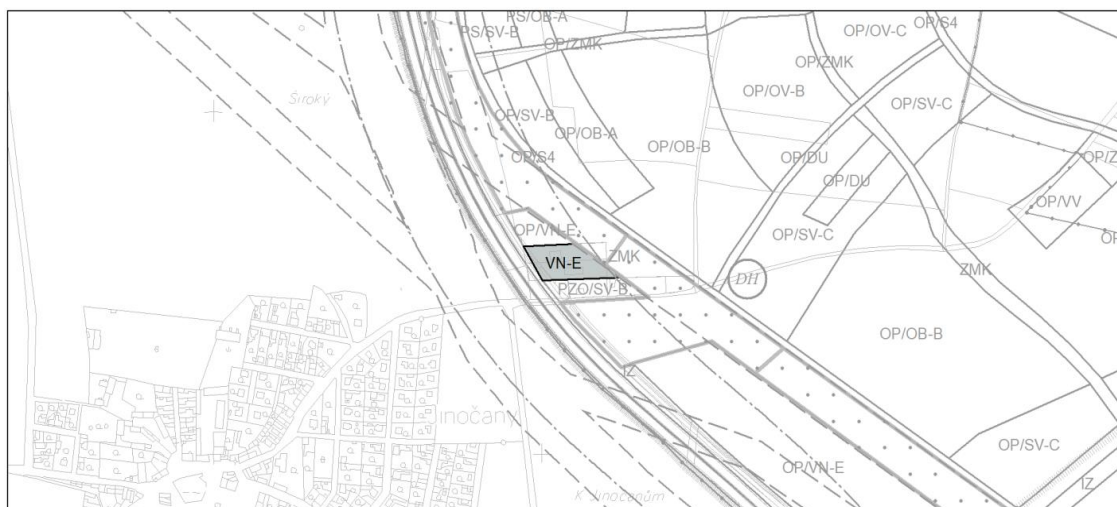 PS/OB-A
PS/SV-B
OP/ZMK
OP/OV-C
OP/S4
OP/ZMK
Široký
OP/OV-B
OP/SV-C
OP/SV-B
OP/OB-A
OP/OB-B
OP/S4
OP/DU
OP/DU
OP/VV
OP/VN-E
OP/SV-C
VN-E
ZMK
ZMK
DH
PZO/SV-B
OP/OB-B
IZ
inočany
OP/SV-C
OP/VN-E
IZ
K Jinočanům